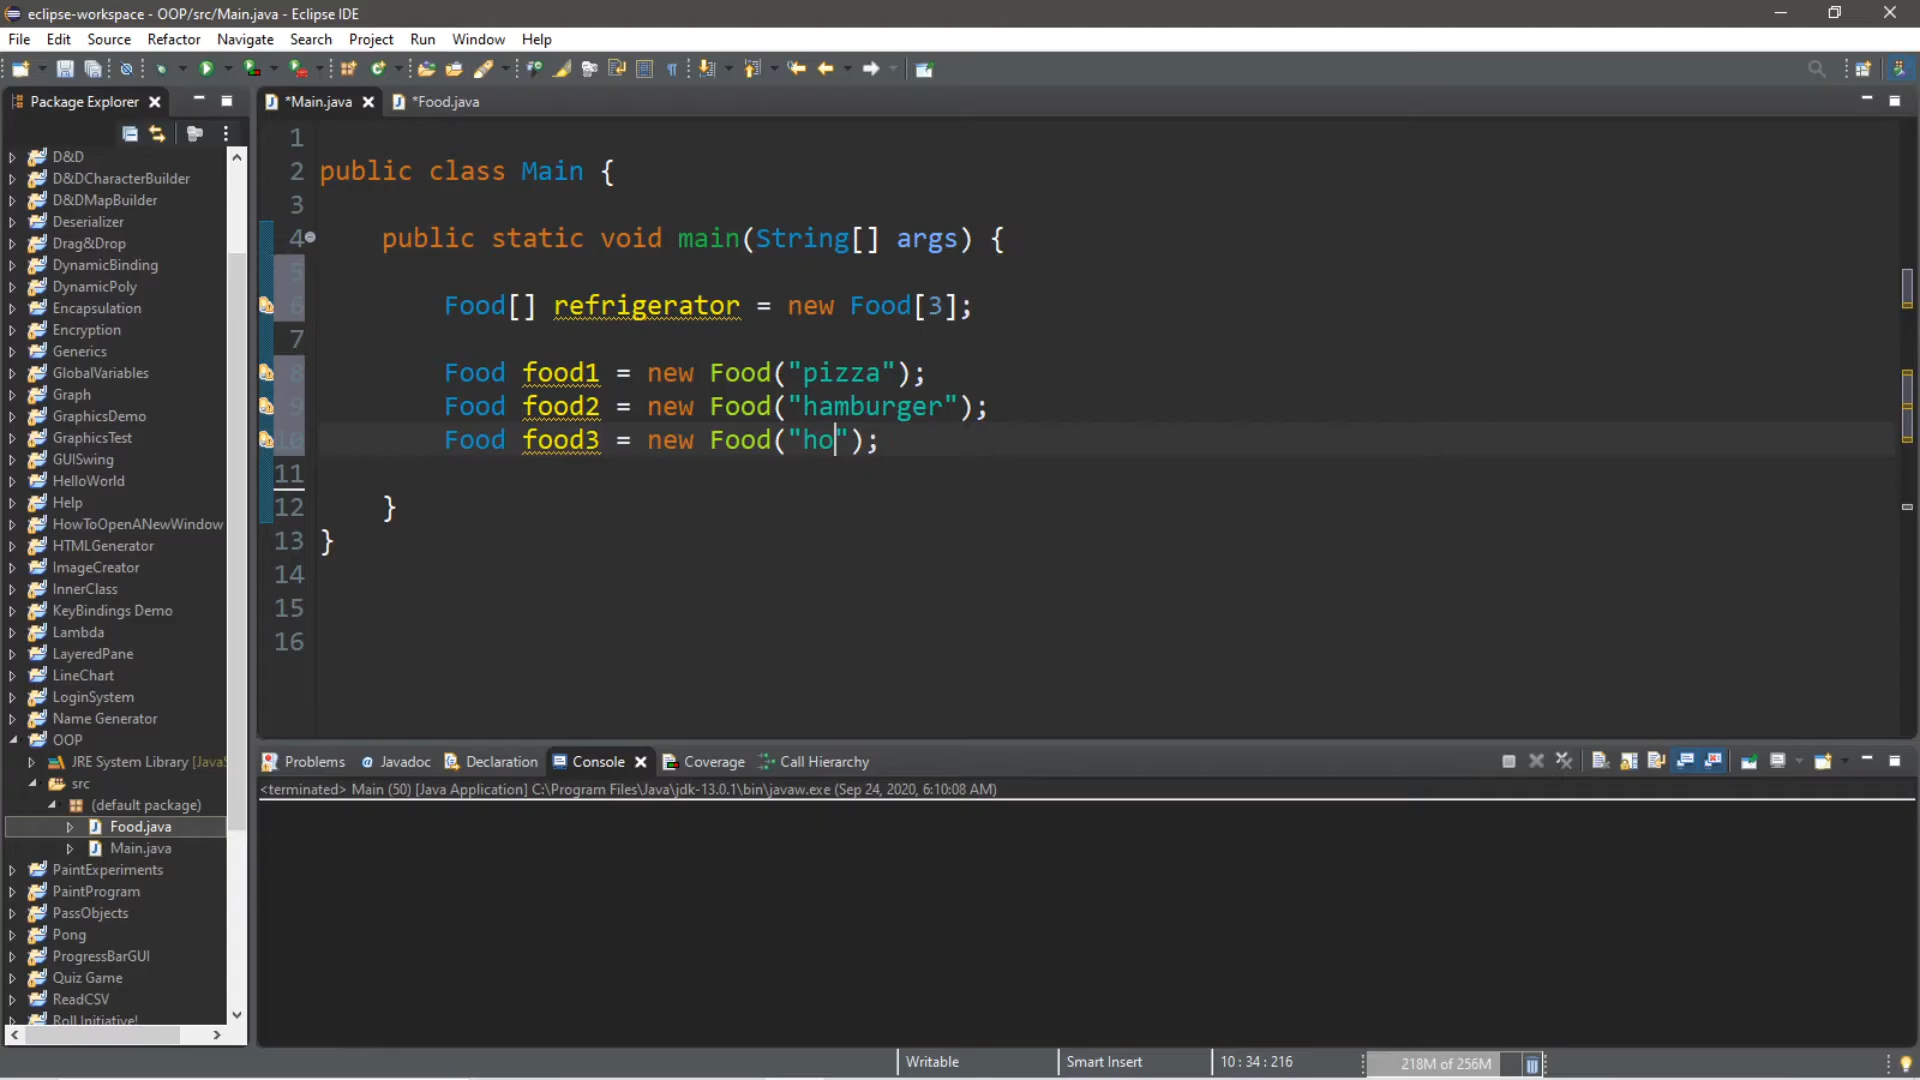 eclipse-workspace - OOP/src/Main.java - Eclipse IDE
File Edit Source Refactor Navigate Search Project Run Window Help
Package Explorer
*Main.java
*Food.java
D&D
D&DCharacterBuilder
D&DMapBuilder
Deserializer
Drag&Drop
DynamicBinding
DynamicPoly
Encapsulation
Encryption
Generics
GlobalVariables
Graph
GraphicsDemo
GraphicsTest
GUISwing
HelloWorld
Help
HowToOpenANewWindow
HTMLGenerator
ImageCreator
InnerClass
KeyBindings Demo
Lambda
LayeredPane
LineChart
LoginSystem
Name Generator
OOP
JRE System Library [Java
src
(default package)
Food.java
Main.java
PaintExperiments
PaintProgram
PassObjects
Pong
ProgressBarGUI
Quiz Game
ReadCSV
RollInitiative!
1
2 public class Main {
3
4 public static void main(String[] args) {
5
6 Food[] refrigerator = new Food[3];
7
8 Food food1 = new Food("pizza");
9 Food food2 = new Food("hamburger");
10 Food food3 = new Food("ho");
11
12 }
13 }
14
15
16
Problems Javadoc Declaration Console Coverage Call Hierarchy
<terminated> Main (50) [Java Application] C:\Program Files\Java\jdk-13.0.1\bin\javaw.exe (Sep 24, 2020, 6:10:08 AM)
Writable Smart Insert 10 : 34 : 216 218M of 256M